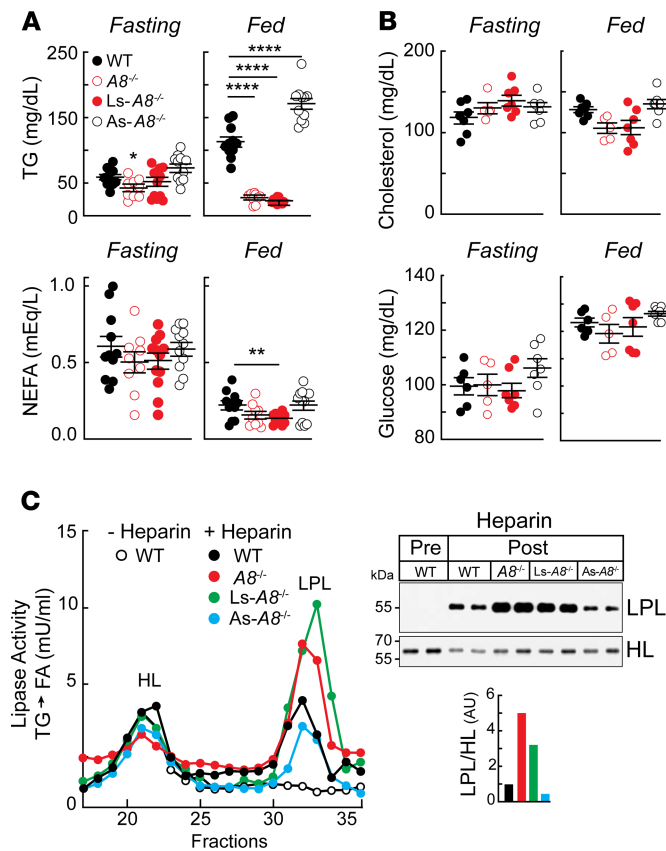 A
Fasting
Fed
TG (mg/dL)
250
150
50
0
WT
A8-/-
Ls-A8-/-
As-A8-/-
*
****
****
****
NEFA (mEq/L)
1.0
0.5
0.0
Fasting
Fed
**
B
Fasting
Fed
Cholesterol (mg/dL)
200
100
0
Glucose (mg/dL)
120
100
80
Fasting
Fed
C
Lipase Activity
TG → FA (mU/ml)
15
10
5
0
20
25
30
35
Fractions
- Heparin
WT
+ Heparin
WT
A8-/-
Ls-A8-/-
As-A8-/-
HL
LPL
Heparin
Pre
Post
kDa
WT
WT
A8-/-
Ls-A8-/-
As-A8-/-
55
LPL
70
55
HL
LPL/HL (AU)
6
4
2
0